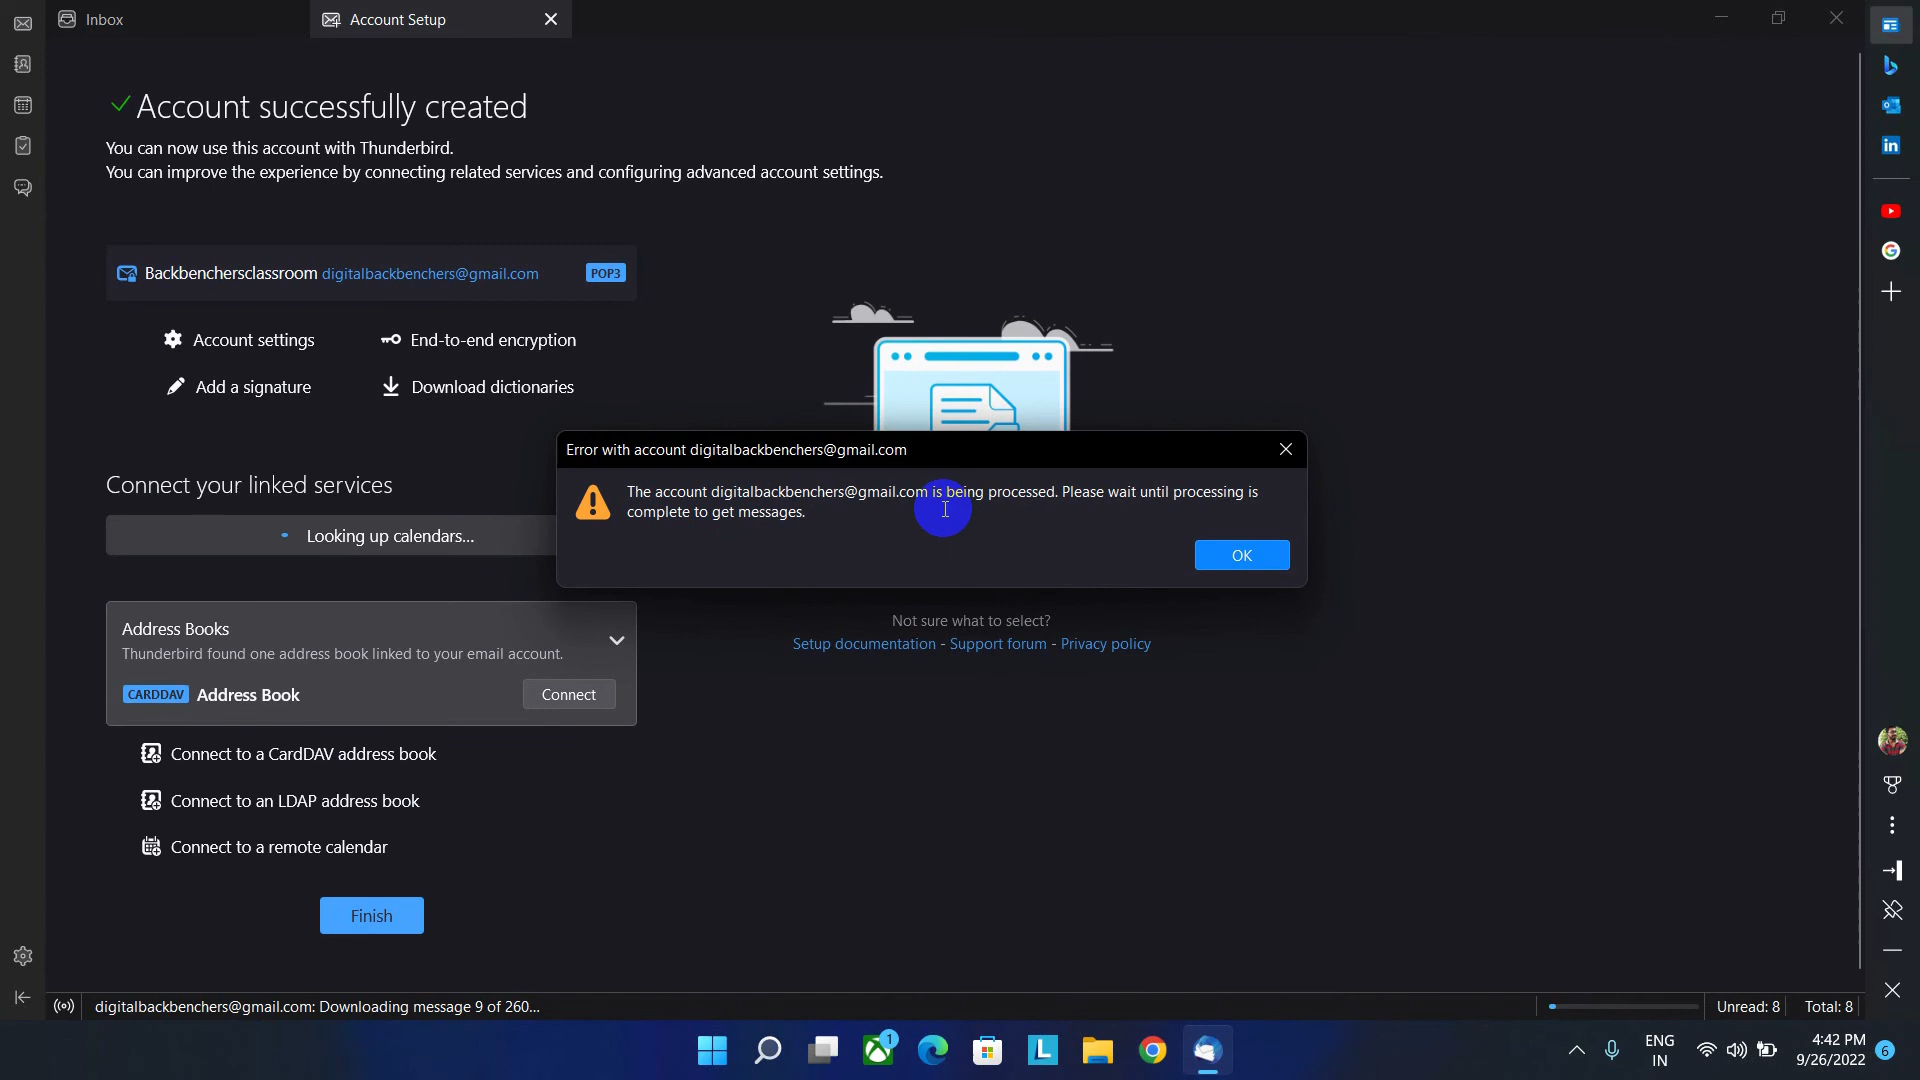 Inbox
Account Setup
Account successfully created
You can now use this account with Thunderbird.
You can improve the experience by connecting related services and configuring advanced account settings.
Backbenchersclassroom digitalbackbenchers@gmail.com POP3
Account settings
End-to-end encryption
Add a signature
Download dictionaries
Error with account digitalbackbenchers@gmail.com
The account digitalbackbenchers@gmail.com is being processed. Please wait until processing is
complete to get messages.
OK
Connect your linked services
Looking up calendars...
Address Books
Thunderbird found one address book linked to your email account.
CARDDAV Address Book
Connect
Not sure what to select?
Setup documentation - Support forum - Privacy policy
Connect to a CardDAV address book
Connect to an LDAP address book
Connect to a remote calendar
Finish
digitalbackbenchers@gmail.com: Downloading message 9 of 260...
Unread: 8
Total: 8
1
L
ENG
IN
4:42 PM
9/26/2022
6
in